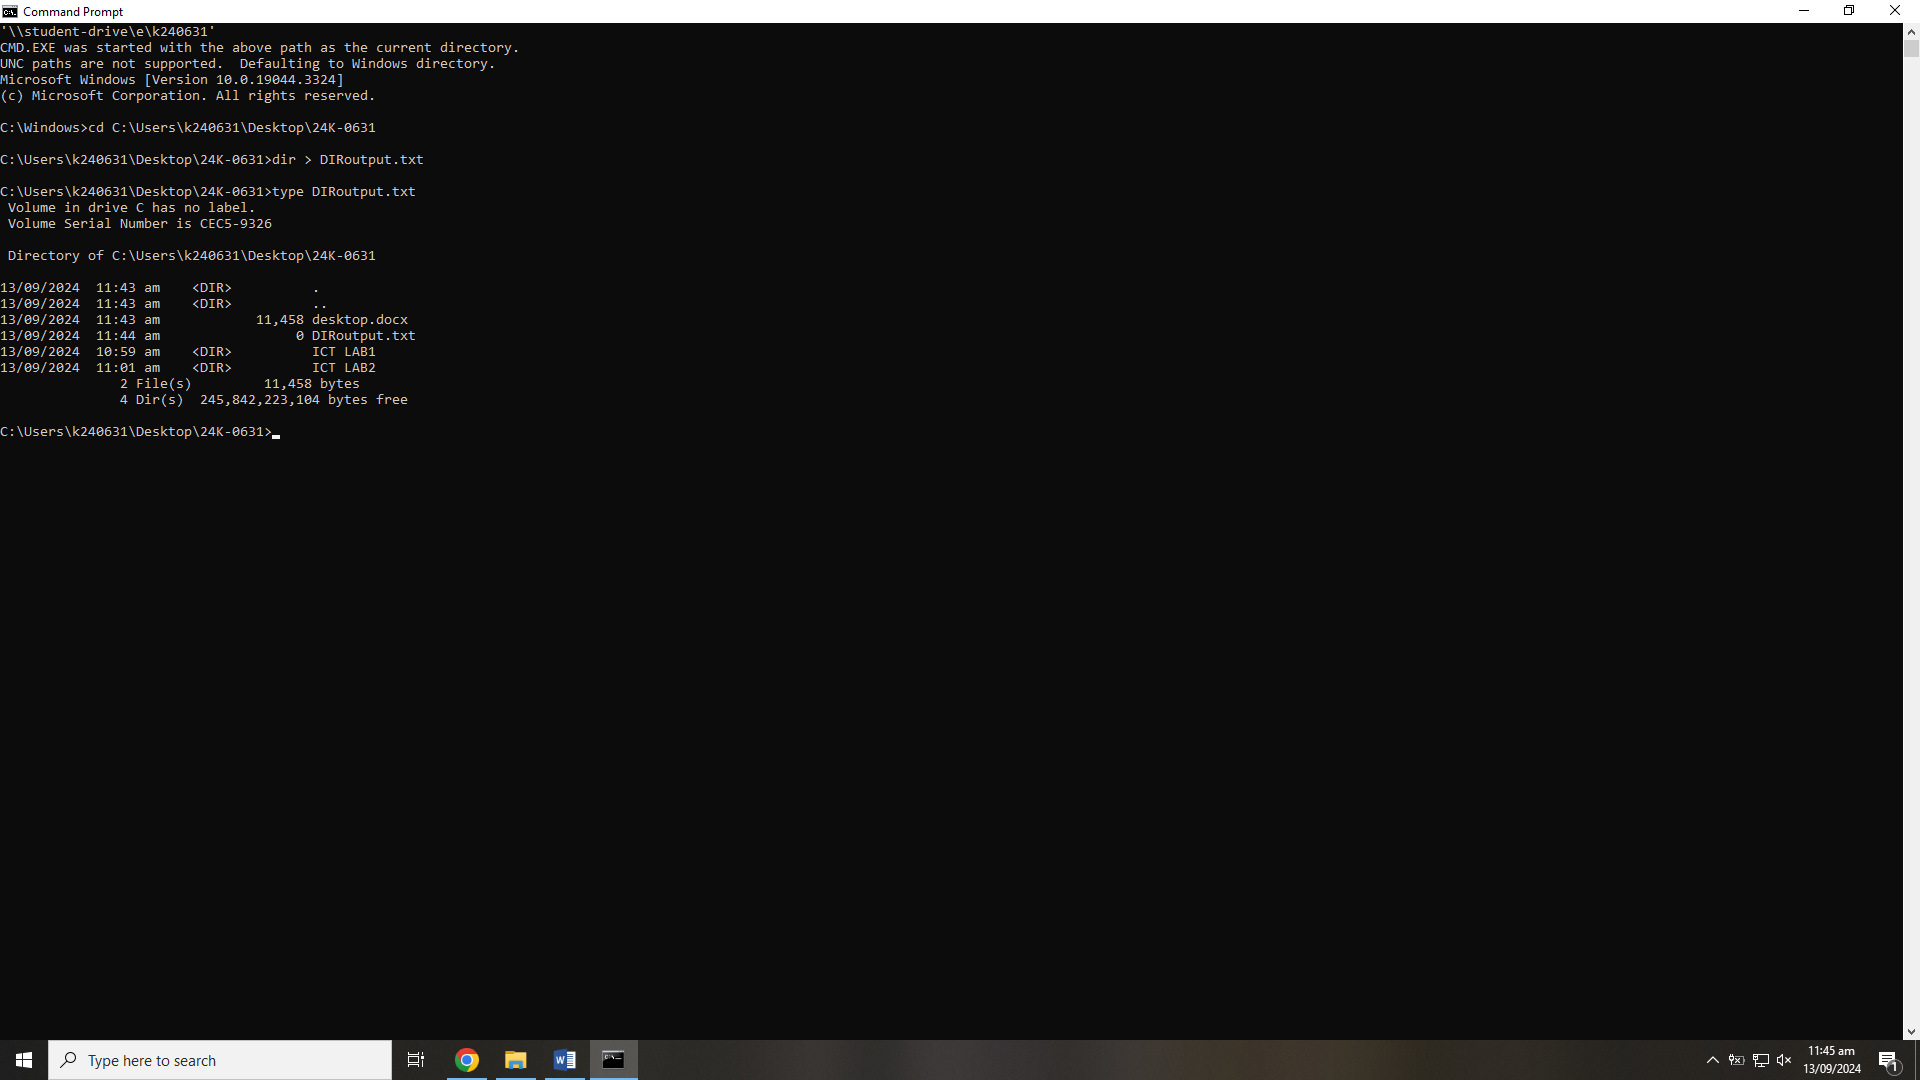 Command Prompt
'\\student-drive\e\k240631'
CMD.EXE was started with the above path as the current directory.
UNC paths are not supported.  Defaulting to Windows directory.
Microsoft Windows [Version 10.0.19044.3324]
(c) Microsoft Corporation. All rights reserved.
C:\Windows>cd C:\Users\k240631\Desktop\24K-0631
C:\Users\k240631\Desktop\24K-0631>dir > DIRoutput.txt
C:\Users\k240631\Desktop\24K-0631>type DIRoutput.txt
 Volume in drive C has no label.
 Volume Serial Number is CEC5-9326
 Directory of C:\Users\k240631\Desktop\24K-0631
13/09/2024  11:43 am    <DIR>          .
13/09/2024  11:43 am    <DIR>          ..
13/09/2024  11:43 am            11,458 desktop.docx
13/09/2024  11:44 am                 0 DIRoutput.txt
13/09/2024  10:59 am    <DIR>          ICT LAB1
13/09/2024  11:01 am    <DIR>          ICT LAB2
               2 File(s)         11,458 bytes
               4 Dir(s)  245,842,223,104 bytes free
C:\Users\k240631\Desktop\24K-0631>
Type here to search
11:45 am
13/09/2024
1